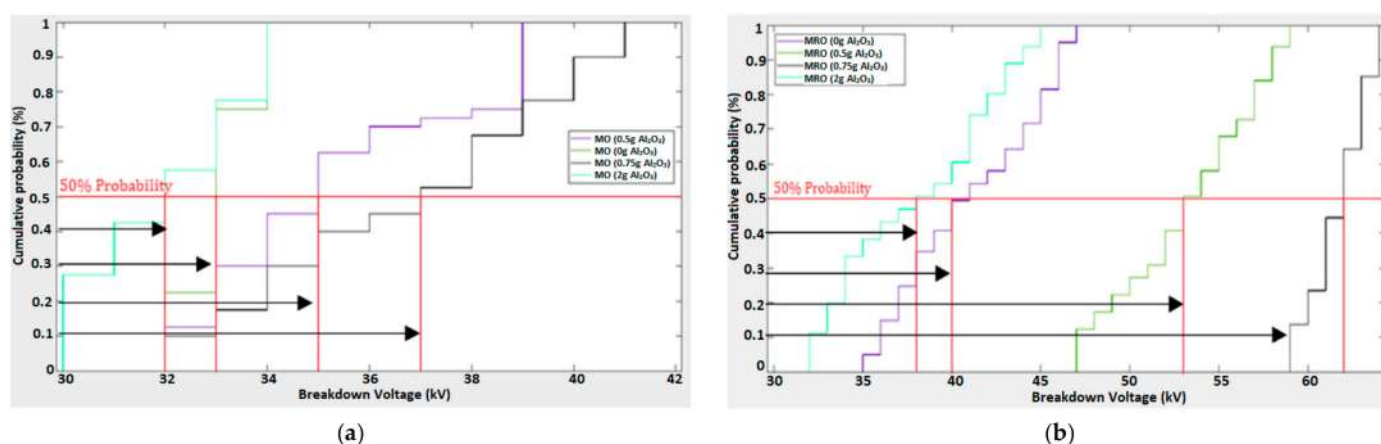 1
0.9
0.8
0.7
0.6
0.5
0.4
0.3
0.2
0.1
0
Cumulative probability (%)
50% Probability
MO (0.5g Al₂O₃)
MO (0g Al₂O₃)
MO (0.75g Al₂O₃)
MO (2g Al₂O₃)
30 32 34 36 38 40 42
Breakdown Voltage (kV)
(a)
1
0.9
0.8
0.7
0.6
0.5
0.4
0.3
0.2
0.1
0
Cumulative probability (%)
MRO (0g Al₂O₃)
MRO (0.5g Al₂O₃)
MRO (0.75g Al₂O₃)
MRO (2g Al₂O₃)
50% Probability
30 35 40 45 50 55 60
Breakdown Voltage (kV)
(b)